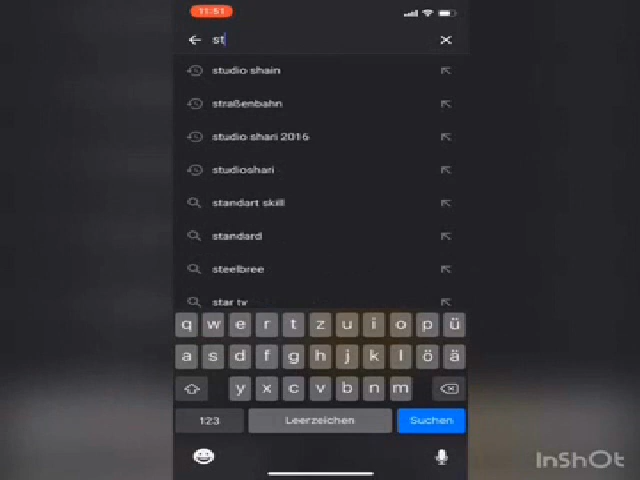 11:51
st
studio shain
straßenbahn
studio shari 2016
studioshari
standart skill
standard
steelbree
star tv
q w e r t z u i o p ü
a s d f g h j k l ö ä
y x c v b n m
123 Leerzeichen Suchen
InShOt